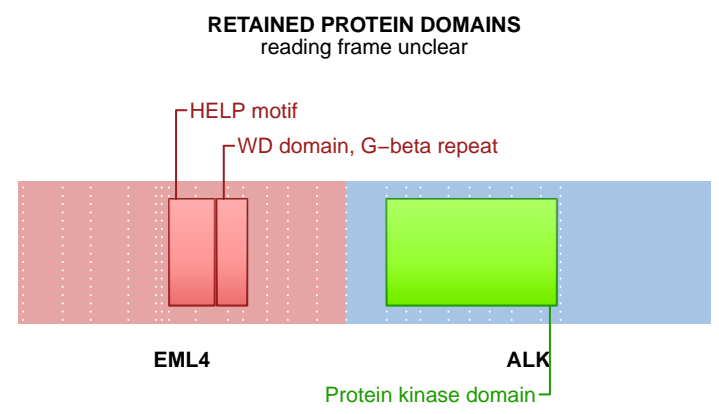 RETAINED PROTEIN DOMAINS
reading frame unclear
HELP motif
WD domain, G−beta repeat
EML4
ALK
Protein kinase domain